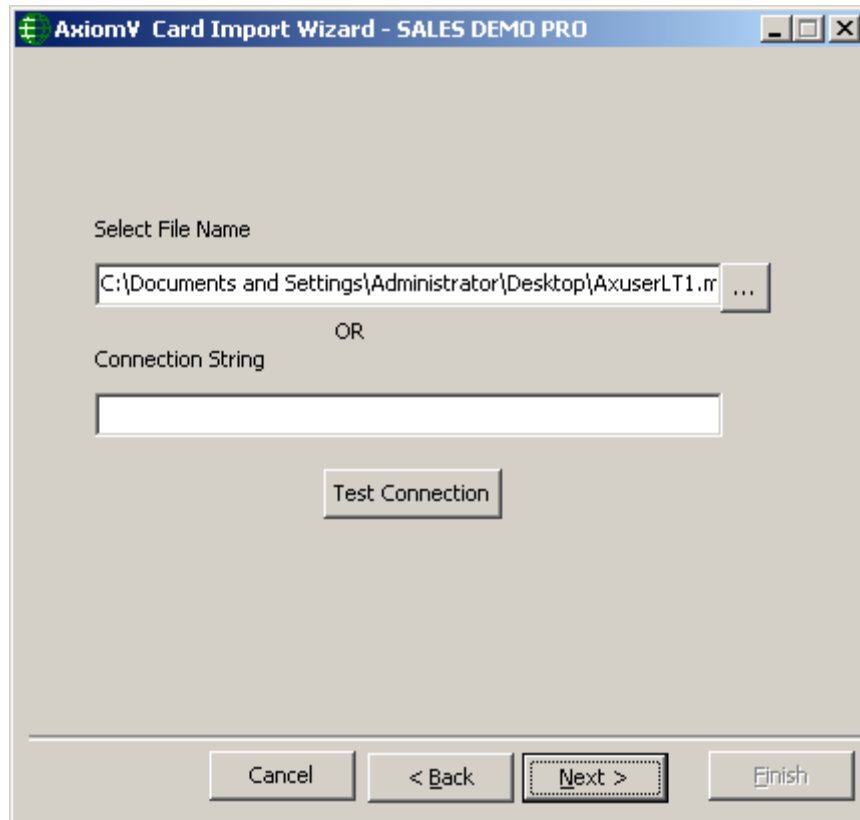 AxiomV Card Import Wizard - SALES DEMO PRO
Select File Name
C:\Documents and Settings\Administrator\Desktop\AxuserLT1.m
...
OR
Connection String
Test Connection
Cancel
< Back
Next >
Finish